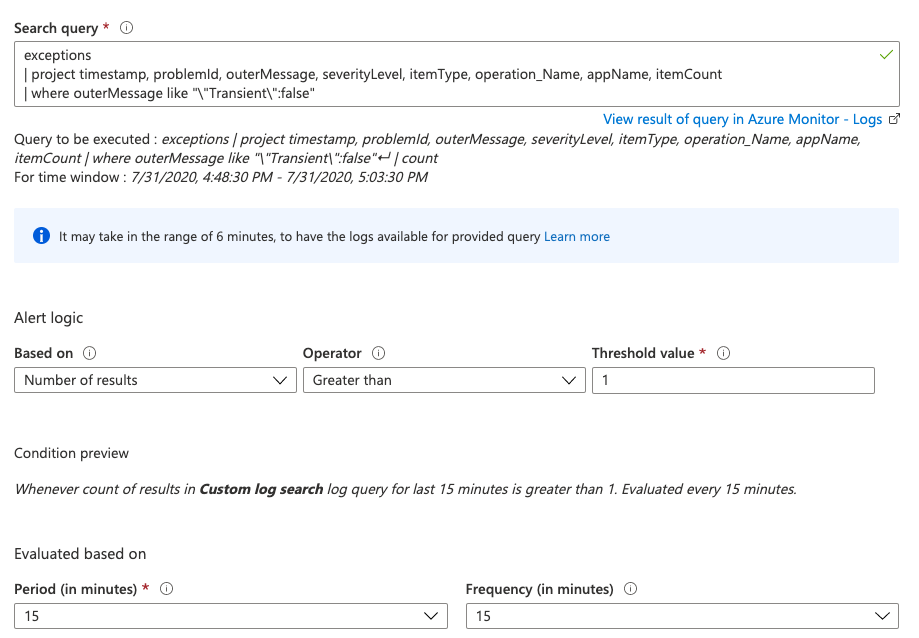 Search query *
exceptions
| project timestamp, problemId, outerMessage, severityLevel, itemType, operation_Name, appName, itemCount
| where outerMessage like "\"Transient\":false"
View result of query in Azure Monitor - Logs
Query to be executed : exceptions | project timestamp, problemId, outerMessage, severityLevel, itemType, operation_Name, appName,
itemCount | where outerMessage like "\"Transient\":false"↵ | count
For time window : 7/31/2020, 4:48:30 PM - 7/31/2020, 5:03:30 PM
It may take in the range of 6 minutes, to have the logs available for provided query Learn more
Alert logic
Based on Operator Threshold value *
Number of results Greater than 1
Condition preview
Whenever count of results in Custom log search log query for last 15 minutes is greater than 1. Evaluated every 15 minutes.
Evaluated based on
Period (in minutes) * Frequency (in minutes)
15 15